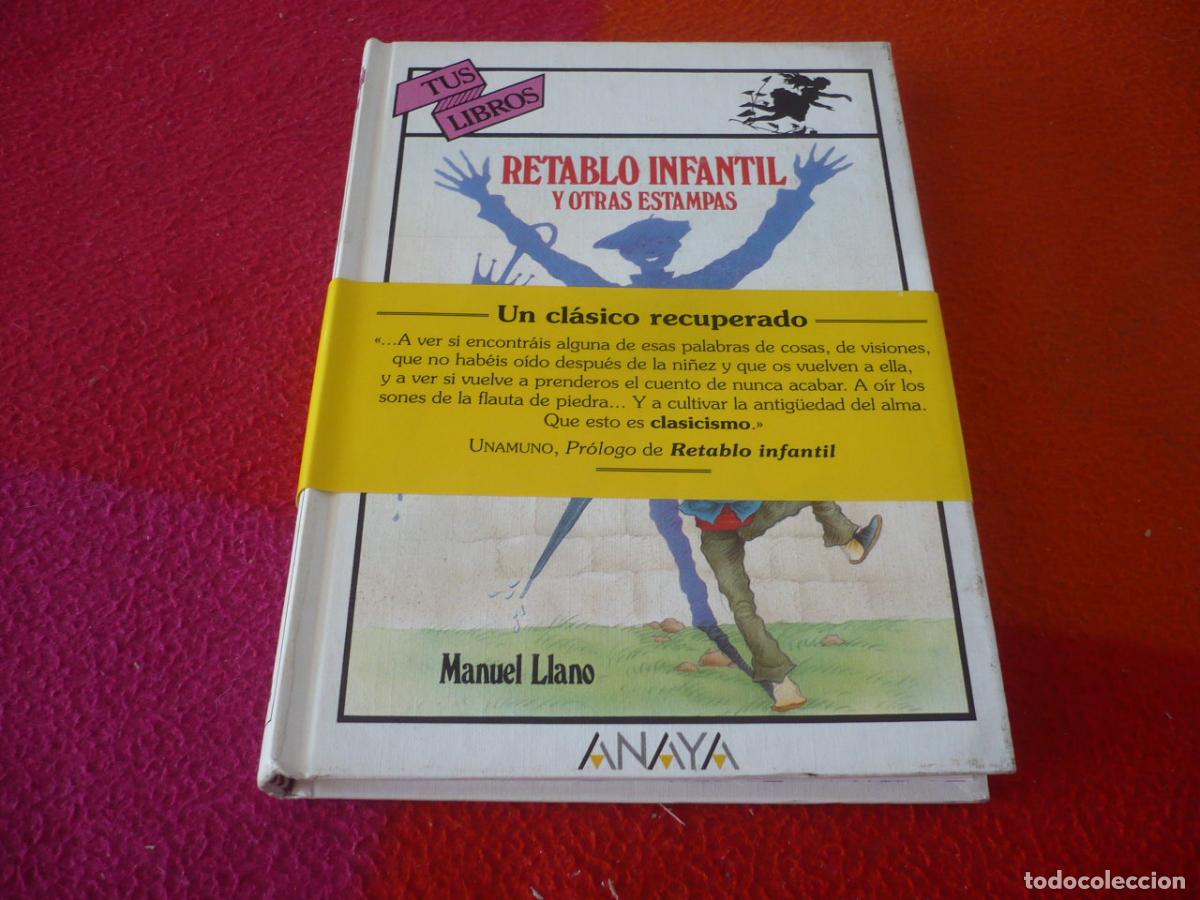 TUS
LIBROS
RETABLO INFANTIL
Y OTRAS ESTAMPAS
Un clásico recuperado
«...A ver si encontráis alguna de esas palabras de cosas, de visiones,
que no habéis oído después de la niñez y que os vuelven a ella,
y a ver si vuelve a prenderos el cuento de nunca acabar. A oír los
sones de la flauta de piedra... Y a cultivar la antigüedad del alma.
Que esto es clasicismo.»
UNAMUNO, Prólogo de Retablo infantil
Manuel Llano
ANAYA
todocoleccion